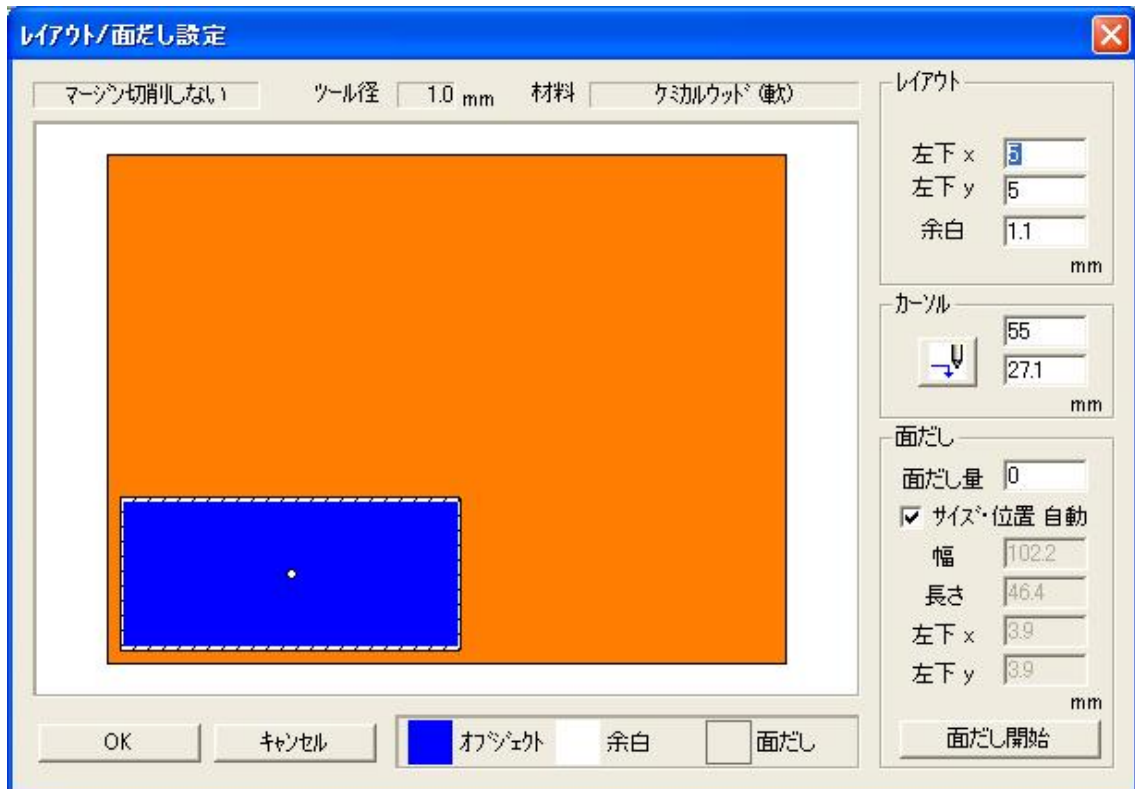 レイアウト/面だし設定
マージン切削しない ツール径 1.0 mm 材料 ケミカルウッド(軟)
レイアウト
左下 x 5
左下 y 5
余白 1.1
mm
カーソル
55
27.1
mm
面だし
面だし量 0
サイズ・位置 自動
幅 102.2
長さ 46.4
左下 x 3.9
左下 y 3.9
mm
面だし開始
OK キャンセル オブジェクト 余白 面だし